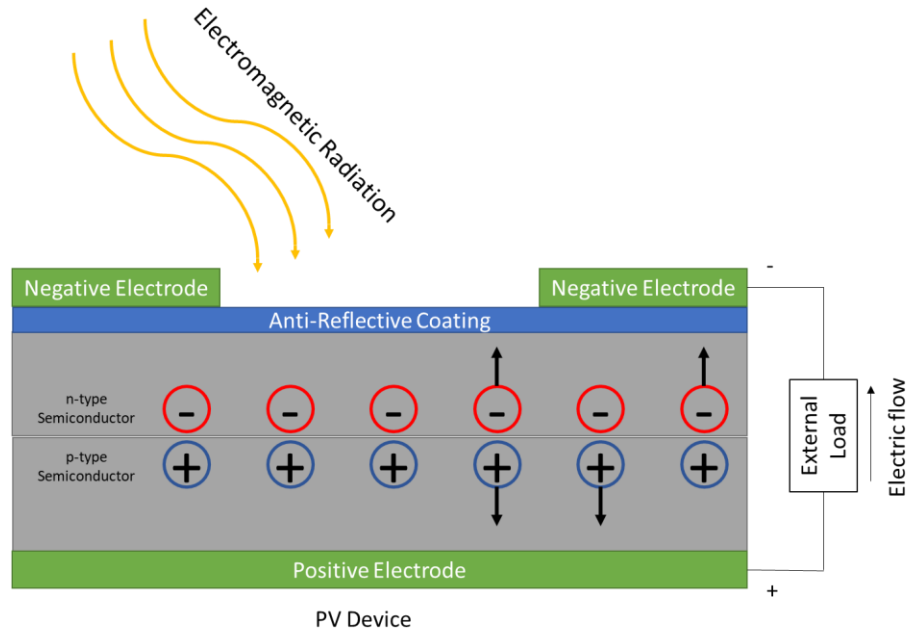 Electromagnetic Radiation
Negative Electrode
Negative Electrode
-
Anti-Reflective Coating
n-type
Semiconductor
- - - - - -
p-type
Semiconductor
+ + + + + +
External
Load
Electric flow
Positive Electrode
+
PV Device